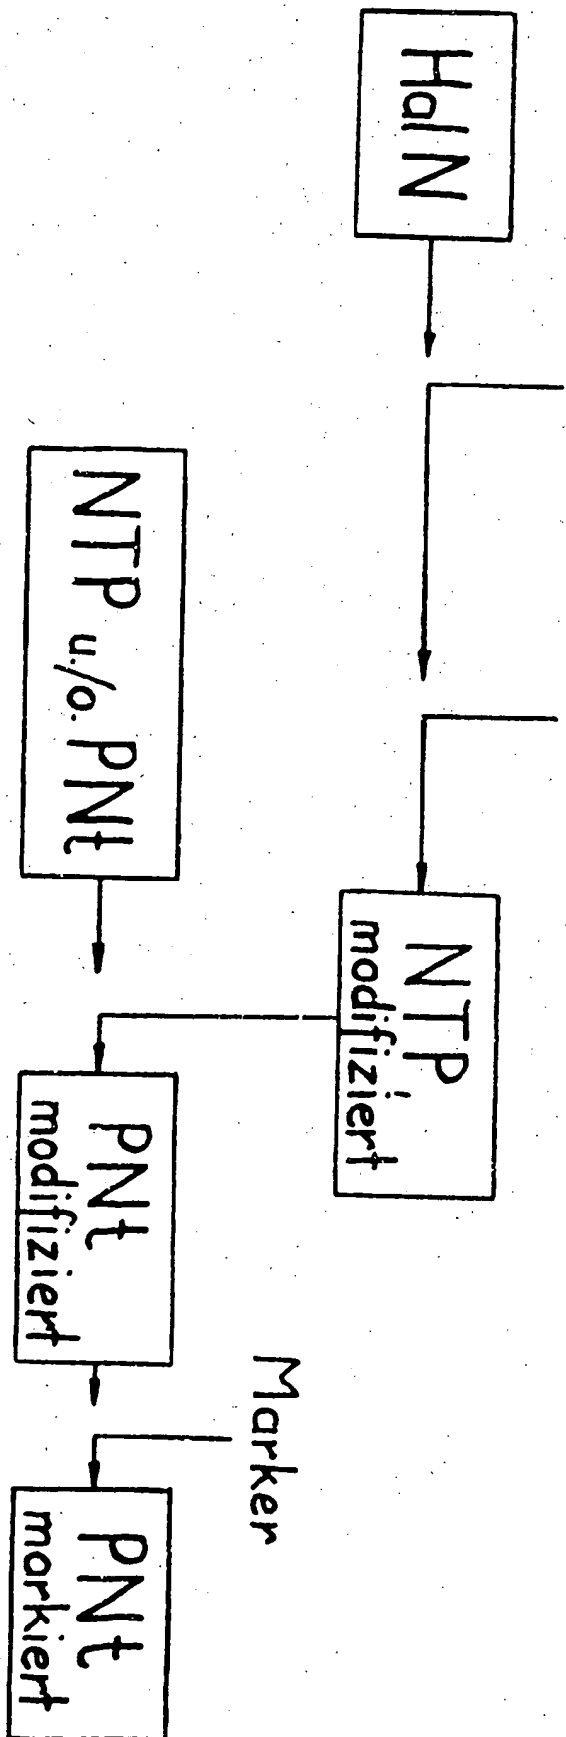 HalN
NTP
modifiziert
NTP u./o. PNt
PNt
modifiziert
Marker
PNt
markiert